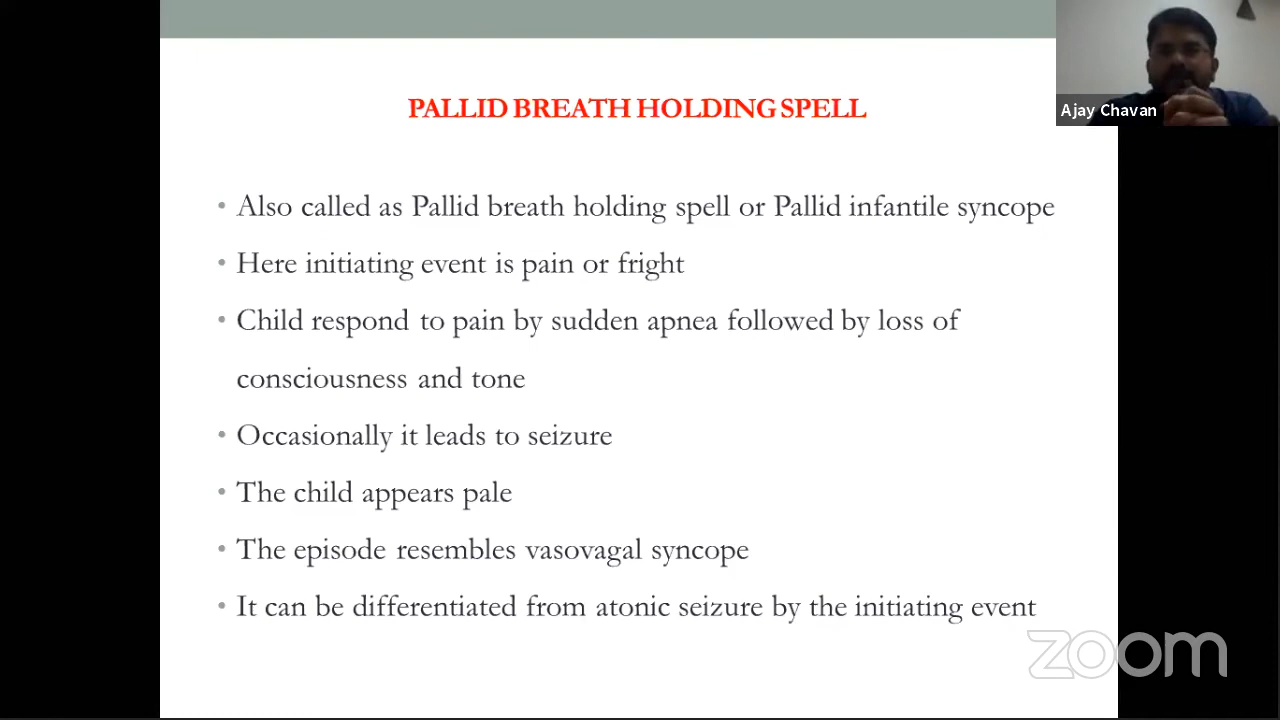 PALLID BREATH HOLDING SPELL
Ajay Chavan
• Also called as Pallid breath holding spell or Pallid infantile syncope
• Here initiating event is pain or fright
• Child respond to pain by sudden apnea followed by loss of
consciousness and tone
• Occasionally it leads to seizure
• The child appears pale
• The episode resembles vasovagal syncope
• It can be differentiated from atonic seizure by the initiating event
zoom